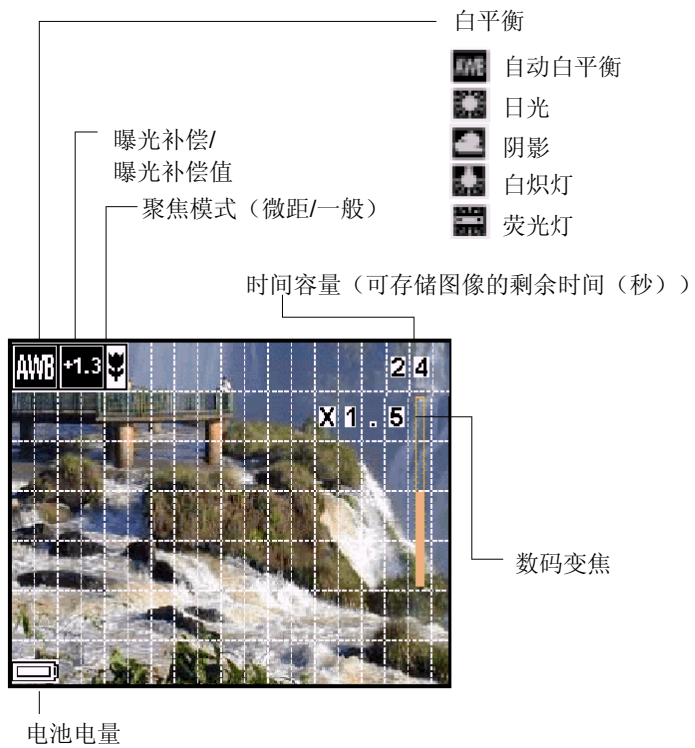 白平衡
AWB 自动白平衡
日光
阴影
白炽灯
荧光灯
曝光补偿/
曝光补偿值
聚焦模式（微距/一般）
时间容量（可存储图像的剩余时间（秒））
AWB +1.3 24
X1.5
数码变焦
电池电量